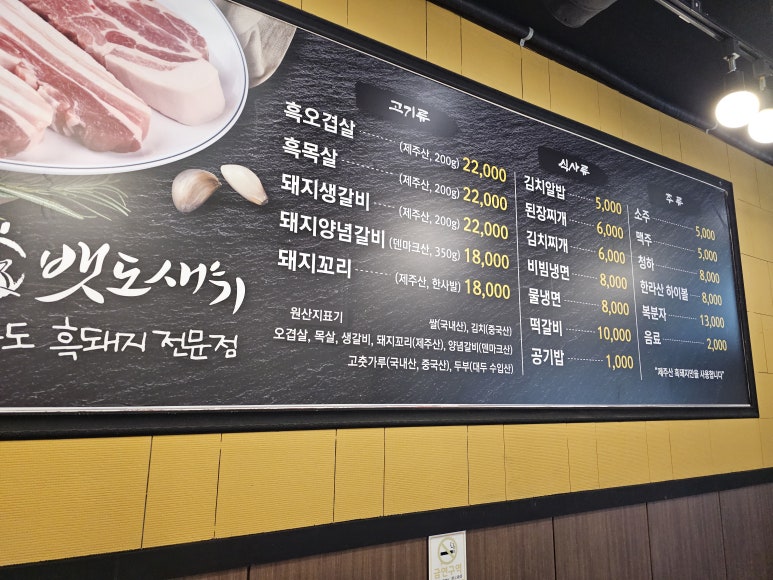 뱃도새뉘
도 흑돼지 전문점
고기류
흑오겹살 (제주산, 200g) 22,000
흑목살 (제주산, 200g) 22,000
돼지생갈비 (제주산, 200g) 22,000
돼지양념갈비 (덴마크산, 350g) 18,000
돼지꼬리 (제주산, 한사발) 18,000
원산지표기
쌀(국내산), 김치(중국산)
오겹살, 목살, 생갈비, 돼지꼬리(제주산), 양념갈비(덴마크산)
고춧가루(국내산, 중국산), 두부(대두 수입산)
식사류
김치알밥 5,000
된장찌개 6,000
김치찌개 6,000
비빔냉면 8,000
물냉면 8,000
떡갈비 10,000
공기밥 1,000
주류
소주 5,000
맥주 5,000
청하 8,000
한라산 하이볼 8,000
복분자 13,000
음료 2,000
"제주산 흑돼지만을 사용합니다"
금연구역